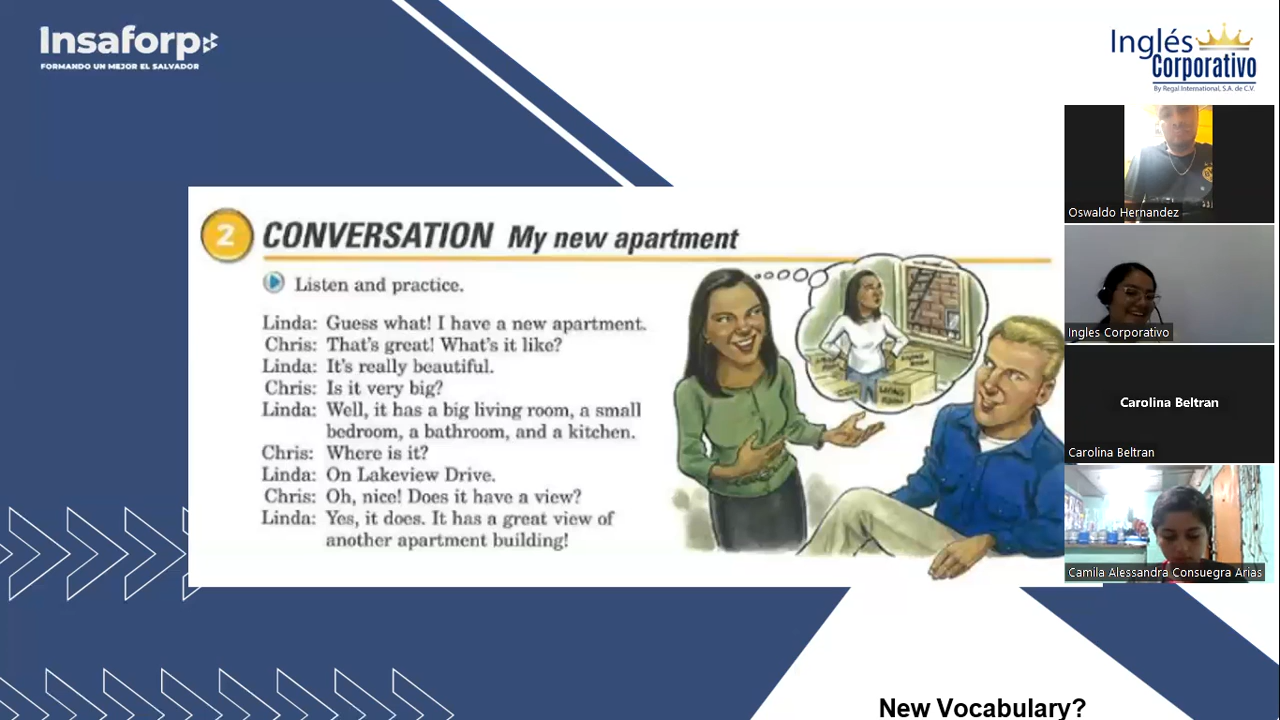 Insaforp
FORMANDO UN MEJOR EL SALVADOR
Inglés
Corporativo
By Regal International, S.A. de C.V.
2 CONVERSATION My new apartment
Listen and practice.
Linda: Guess what! I have a new apartment.
Chris: That's great! What's it like?
Linda: It's really beautiful.
Chris: Is it very big?
Linda: Well, it has a big living room, a small
bedroom, a bathroom, and a kitchen.
Chris: Where is it?
Linda: On Lakeview Drive.
Chris: Oh, nice! Does it have a view?
Linda: Yes, it does. It has a great view of
another apartment building!
LIVING
ROOM
Oswaldo Hernandez
Ingles Corporativo
Carolina Beltran
Carolina Beltran
Camila Alessandra Consuegra Arias
New Vocabulary?